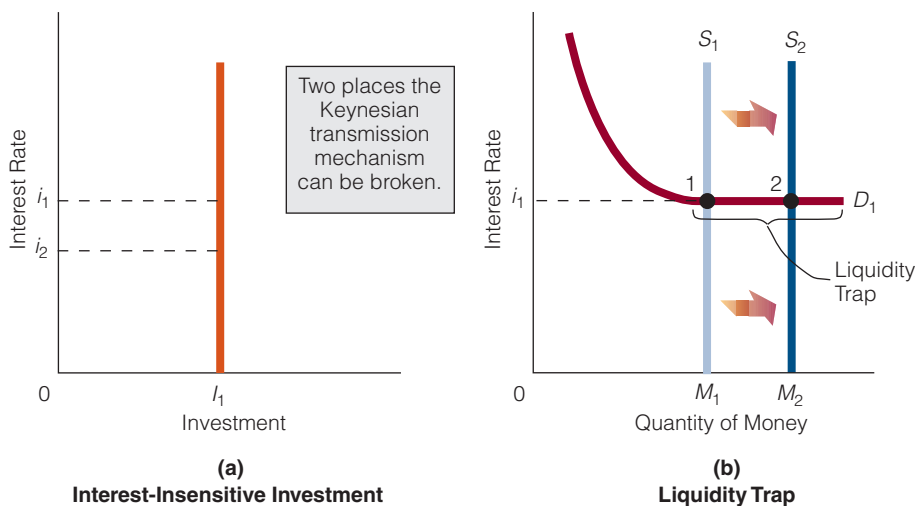 Interest Rate
i₁
i₂
0
I₁
Investment
(a)
Interest-Insensitive Investment
Two places the
Keynesian
transmission
mechanism
can be broken.
Interest Rate
i₁
S₁
S₂
1
2
D₁
Liquidity
Trap
0
M₁
M₂
Quantity of Money
(b)
Liquidity Trap